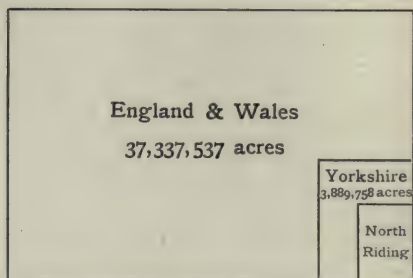 England & Wales
37,337,537 acres
Yorkshire
3,889,758 acres
North
Riding